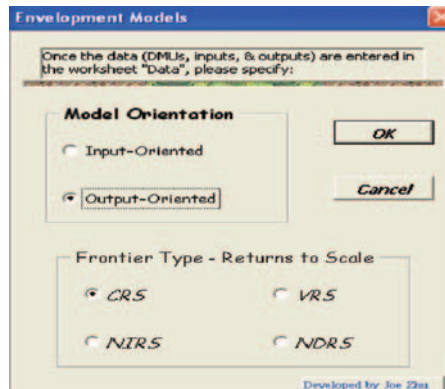 Envelopment Models
Once the data (DMUs, inputs, & outputs) are entered in
the worksheet "Data", please specify:
Model Orientation
Input-Oriented
Output-Oriented
OK
Cancel
Frontier Type - Returns to Scale
CRS
VRS
NIRS
NDRS
Developed by Joe Zhu